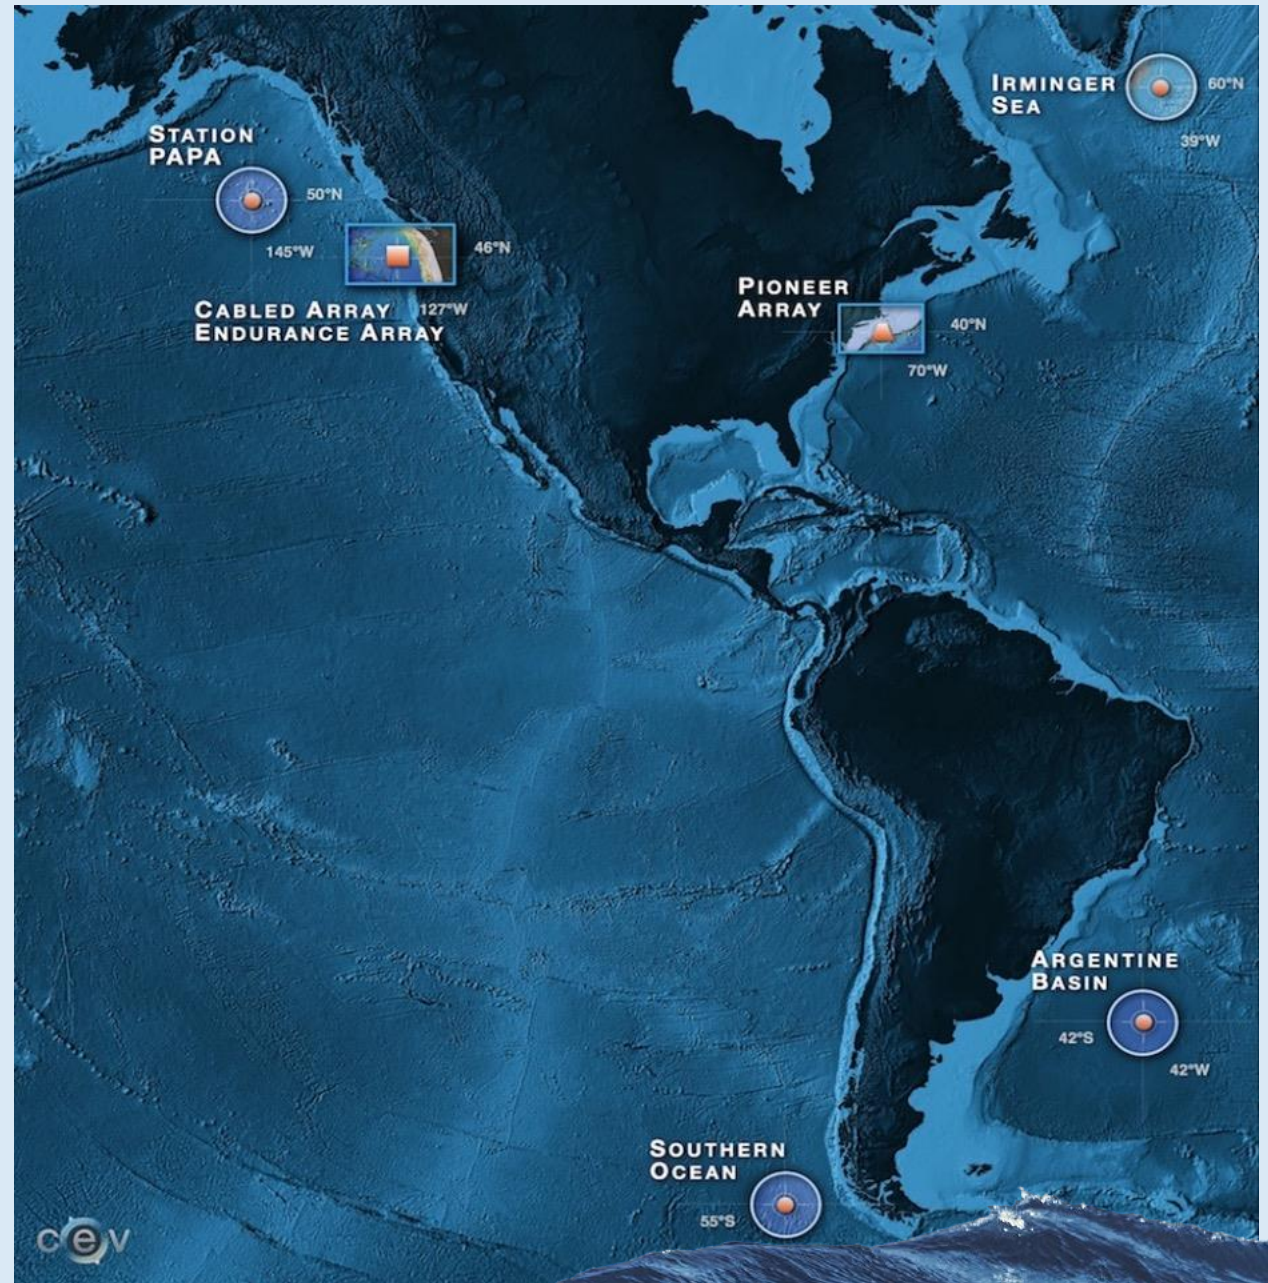 IRMINGER
SEA
60°N
39°W
STATION
PAPA
50°N
145°W
46°N
127°W
CABLED ARRAY
ENDURANCE ARRAY
PIONEER
ARRAY
40°N
70°W
ARGENTINE
BASIN
42°S
42°W
SOUTHERN
OCEAN
55°S
cev